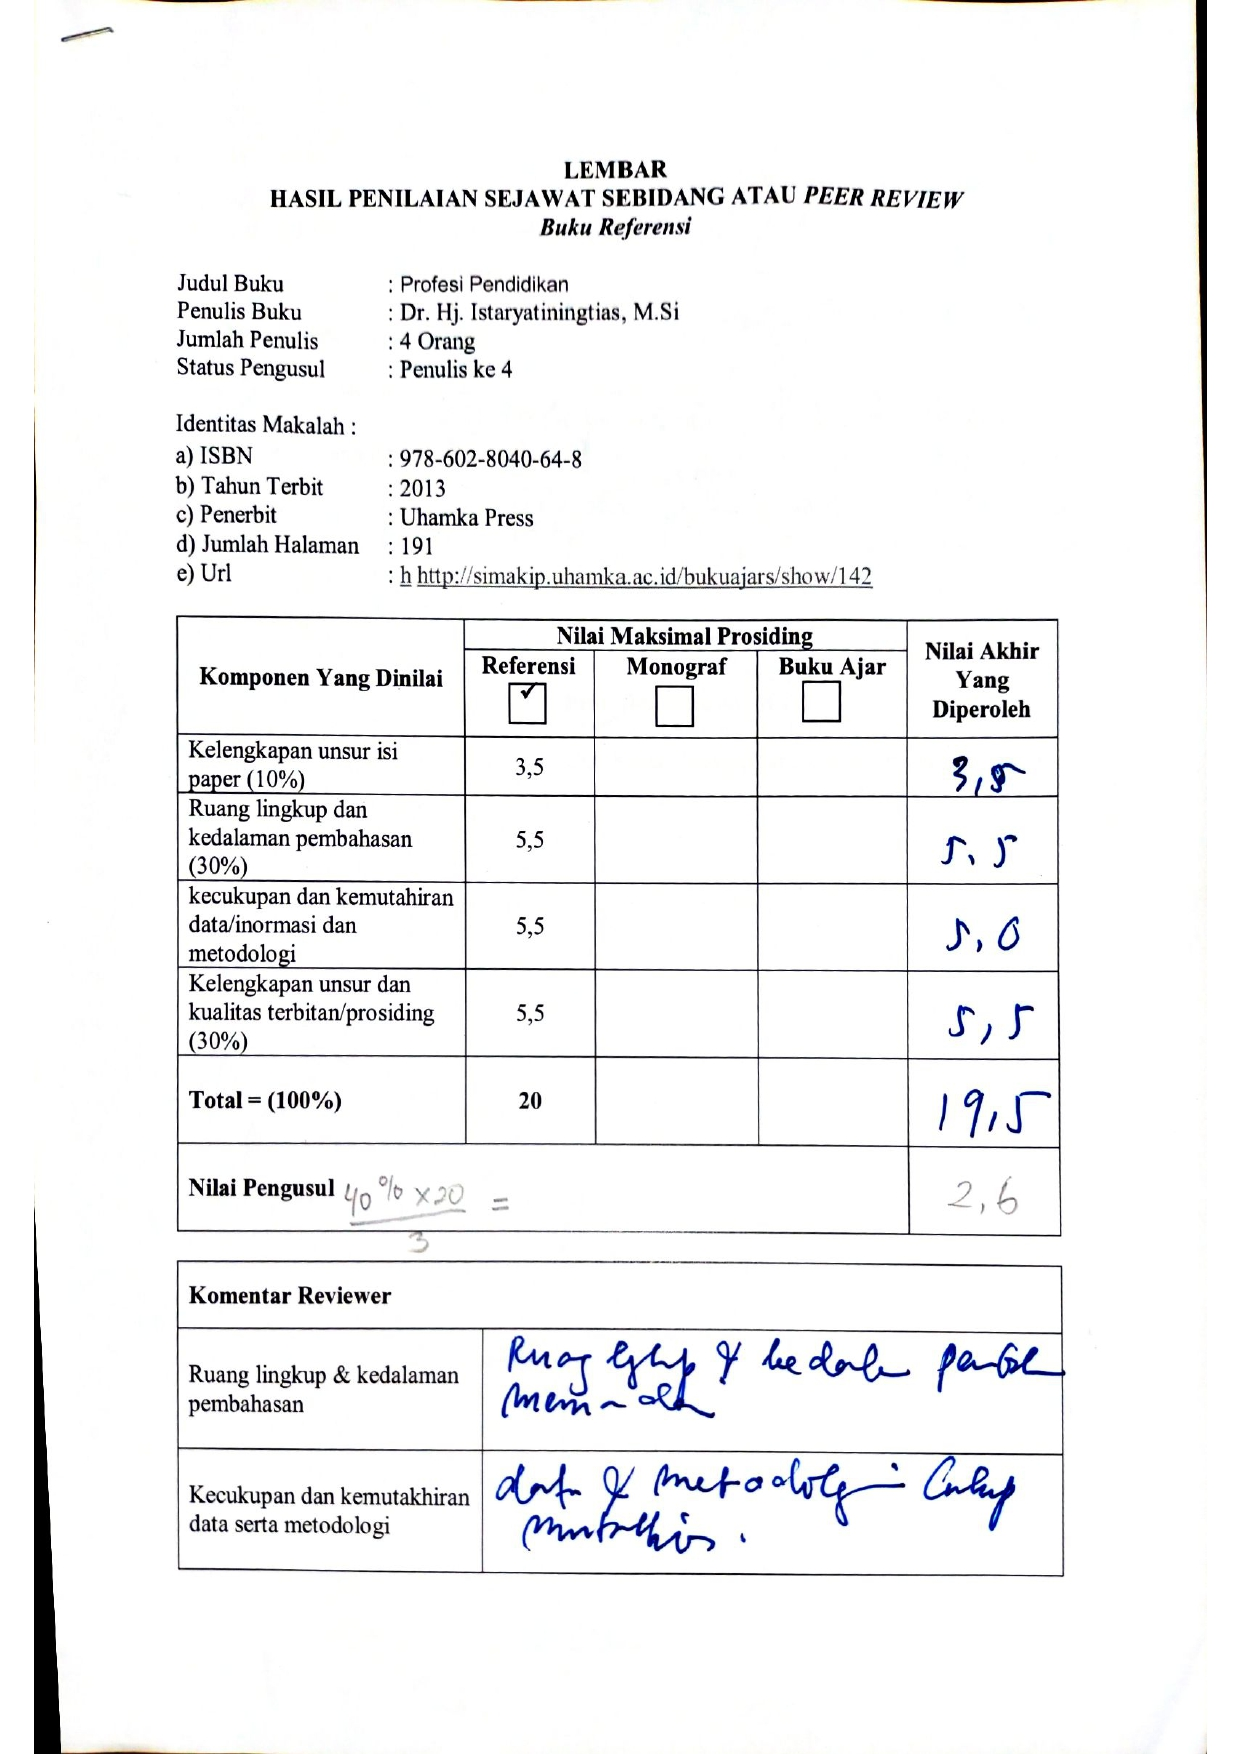 LEMBAR
HASIL PENILAIAN SEJAWAT SEBIDANG ATAU PEER REVIEW
Buku Referensi
Judul Buku : Profesi Pendidikan
Penulis Buku : Dr. Hj. Istaryatiningtias, M.Si
Jumlah Penulis : 4 Orang
Status Pengusul : Penulis ke 4
Identitas Makalah :
a) ISBN : 978-602-8040-64-8
b) Tahun Terbit : 2013
c) Penerbit : Uhamka Press
d) Jumlah Halaman : 191
e) Url : h http://simakip.uhamka.ac.id/bukuajars/show/142
Komponen Yang Dinilai
Nilai Maksimal Prosiding
Referensi Monograf Buku Ajar
Nilai Akhir
Yang
Diperoleh
Kelengkapan unsur isi
paper (10%)
3,5 3,5
Ruang lingkup dan
kedalaman pembahasan
(30%)
5,5 5,5
kecukupan dan kemutahiran
data/inormasi dan
metodologi
5,5 5,0
Kelengkapan unsur dan
kualitas terbitan/prosiding
(30%)
5,5 5,5
Total = (100%) 20 19,5
Nilai Pengusul 40% x 20 = 2,6
3
Komentar Reviewer
Ruang lingkup & kedalaman
pembahasan
Ruang
Kecukupan dan kemutakhiran
data serta metodologi
data & metodologi Cukup